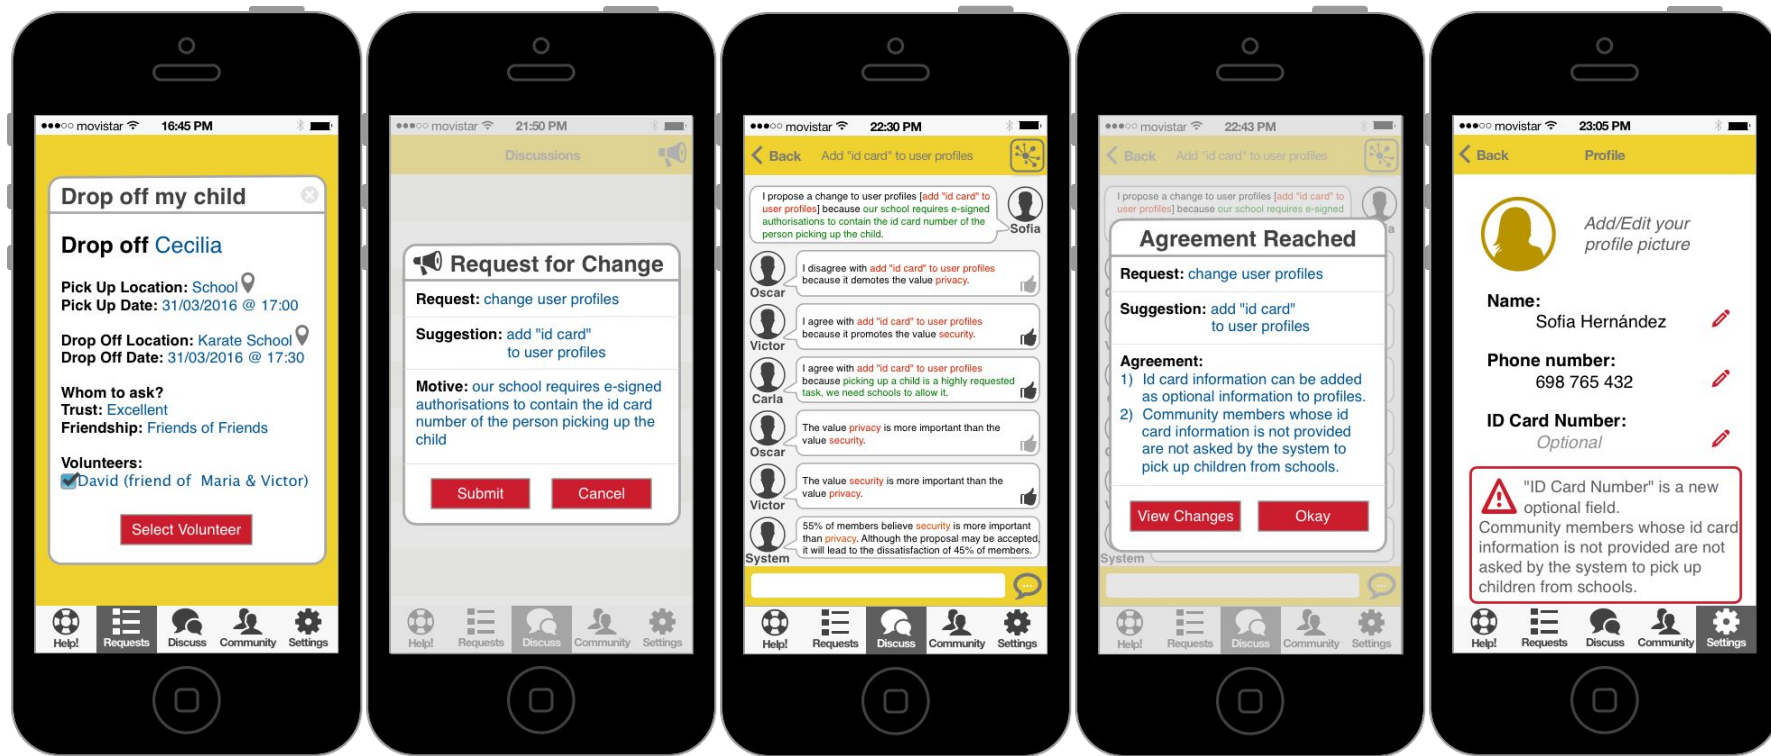 movistar 16:45 PM
Drop off my child
Drop off Cecilia
Pick Up Location: School
Pick Up Date: 31/03/2016 @ 17:00
Drop Off Location: Karate School
Drop Off Date: 31/03/2016 @ 17:30
Whom to ask?
Trust: Excellent
Friendship: Friends of Friends
Volunteers:
David (friend of Maria & Victor)
Select Volunteer
Help! Requests Discuss Community Settings
movistar 21:50 PM
Discussions
Request for Change
Request: change user profiles
Suggestion: add "id card"
to user profiles
Motive: our school requires e-signed
authorisations to contain the id card
number of the person picking up the
child
Submit Cancel
Help! Requests Discuss Community Settings
movistar 22:30 PM
Back Add "id card" to user profiles
I propose a change to user profiles [add "id card" to
user profiles] because our school requires e-signed
authorisations to contain the id card number of the
person picking up the child.
Sofia
I disagree with add "id card" to user profiles
because it demotes the value privacy.
Oscar
I agree with add "id card" to user profiles
because it promotes the value security.
Victor
I agree with add "id card" to user profiles
because picking up a child is a highly requested
task, we need schools to allow it.
Carla
The value privacy is more important than the
value security.
Oscar
The value security is more important than the
value privacy.
Victor
55% of members believe security is more important
than privacy. Although the proposal may be accepted,
it will lead to the dissatisfaction of 45% of members.
System
Help! Requests Discuss Community Settings
movistar 22:43 PM
Back Add "id card" to user profiles
I propose a change to user profiles [add "id card" to
user profiles] because our school requires e-signed
Agreement Reached
Request: change user profiles
Suggestion: add "id card"
to user profiles
Agreement:
1) Id card information can be added
as optional information to profiles.
2) Community members whose id
card information is not provided
are not asked by the system to
pick up children from schools.
View Changes Okay
System
Help! Requests Discuss Community Settings
movistar 23:05 PM
Back Profile
Add/Edit your
profile picture
Name:
Sofia Hernández
Phone number:
698 765 432
ID Card Number:
Optional
"ID Card Number" is a new
optional field.
Community members whose id card
information is not provided are not
asked by the system to pick up
children from schools.
Help! Requests Discuss Community Settings